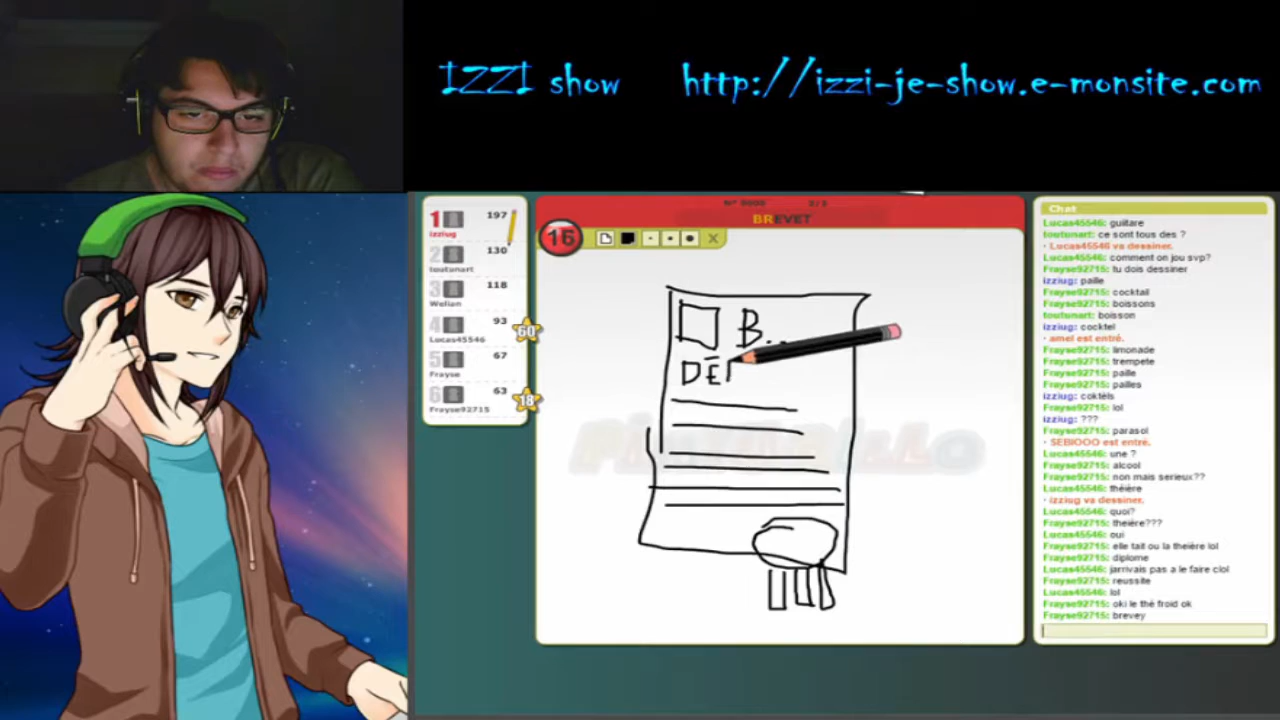 IZZI show http://izzi-je-show.e-monsite.com
BREVET
16
1 197
izziug
2 130
toutunart
3 118
Welian
4 93
Lucas45546
60
5 67
Frayse
6 63
Frayse92715
18
B..
DÉ
Chat
Lucas45546: guiitare
toutunart: ce sont tous des ?
· Lucas45546 va dessiner.
Lucas45546: comment on jou svp?
Frayse92715: tu dois dessiner
izziug: paille
Frayse92715: cocktail
Frayse92715: boissons
toutunart: boisson
izziug: cocktel
· amel est entré.
Frayse92715: limonade
Frayse92715: trempete
Frayse92715: paille
Frayse92715: pailles
izziug: coktéls
Frayse92715: lol
izziug: ???
Frayse92715: parasol
· SEBIOOO est entré.
Lucas45546: une ?
Frayse92715: alcool
Frayse92715: non mais serieux??
Lucas45546: théière
· izziug va dessiner.
Lucas45546: quoi?
Frayse92715: theière???
Lucas45546: oui
Frayse92715: elle tait ou la theière lol
Frayse92715: diplome
Lucas45546: jarrivais pas a le faire clol
Frayse92715: reussite
Lucas45546: lol
Frayse92715: oki le thé froid ok
Frayse92715: brevey